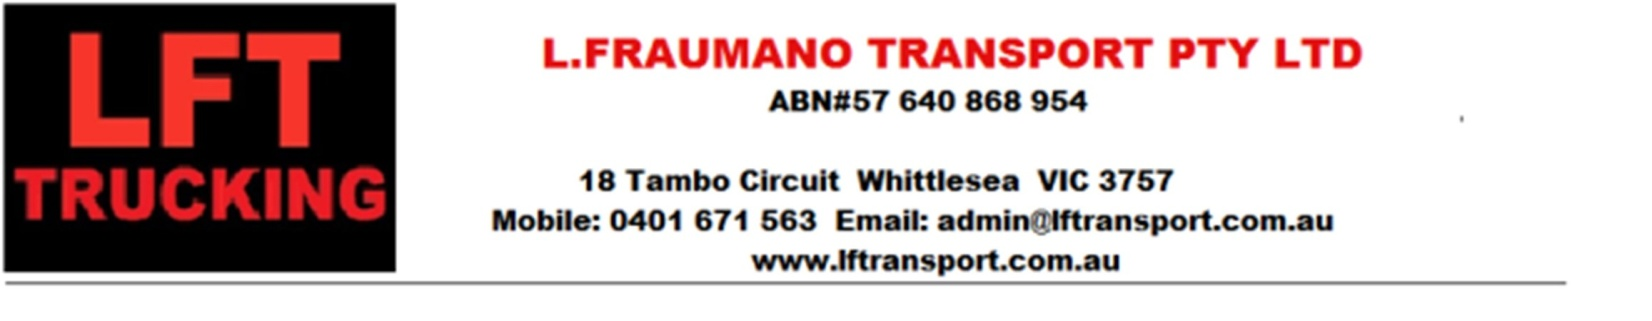 LFT
TRUCKING
L.FRAUMANO TRANSPORT PTY LTD
ABN#57 640 868 954
18 Tambo Circuit Whittlesea VIC 3757
Mobile: 0401 671 563 Email: admin@lftransport.com.au
www.lftransport.com.au